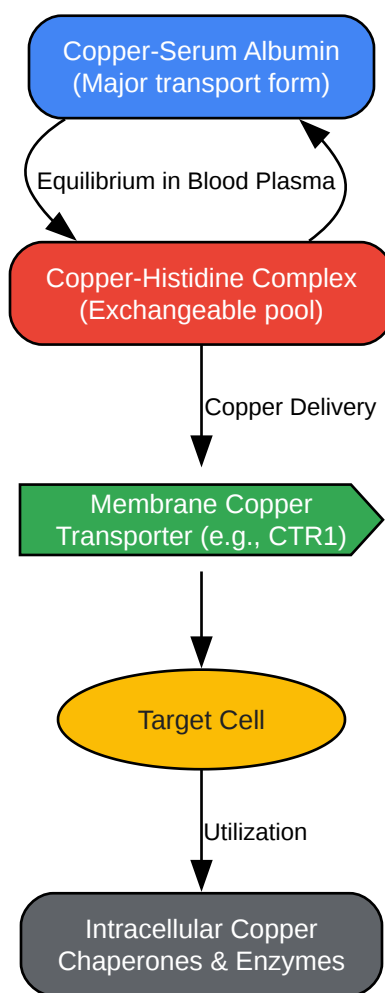 Copper-Serum Albumin
(Major transport form)
Equilibrium in Blood Plasma
Copper-Histidine Complex
(Exchangeable pool)
Copper Delivery
Membrane Copper
Transporter (e.g., CTR1)
Target Cell
Utilization
Intracellular Copper
Chaperones & Enzymes